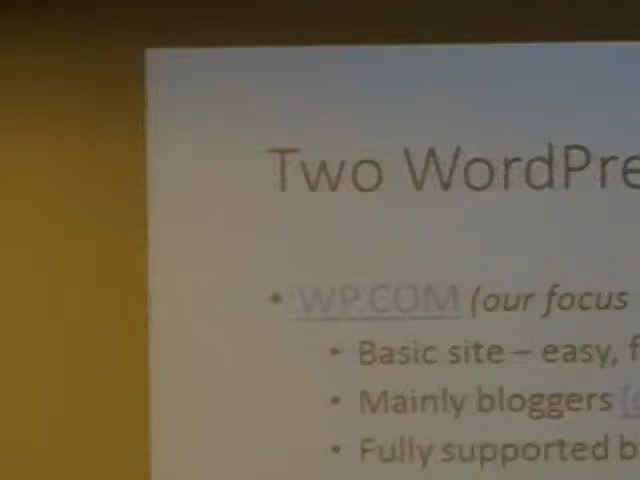 Two WordPre
• WP.COM (our focus
• Basic site – easy, f
• Mainly bloggers
• Fully supported b